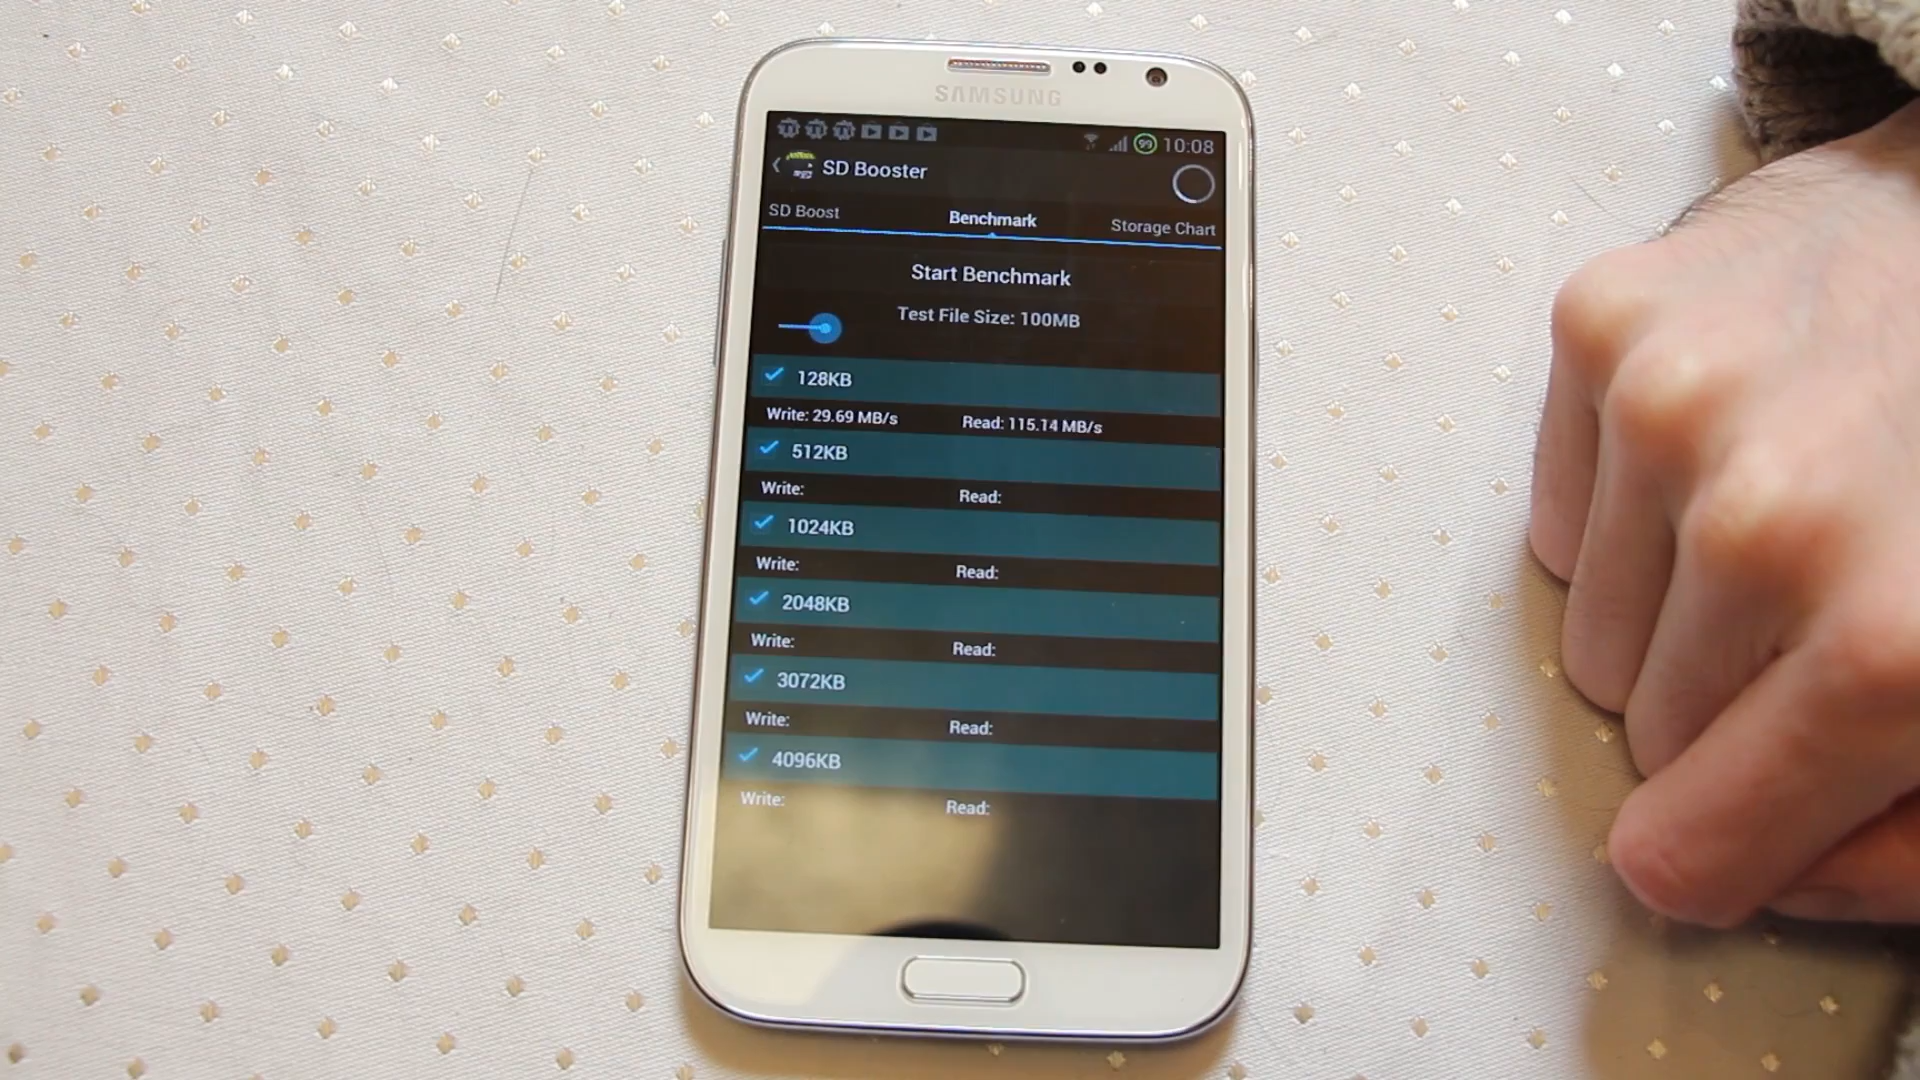 SAMSUNG
99 10:08
SD Booster
SD Boost Benchmark Storage Chart
Start Benchmark
Test File Size: 100MB
128KB
Write: 29.69 MB/s Read: 115.14 MB/s
512KB
Write: Read:
1024KB
Write: Read:
2048KB
Write: Read:
3072KB
Write: Read:
4096KB
Write: Read: